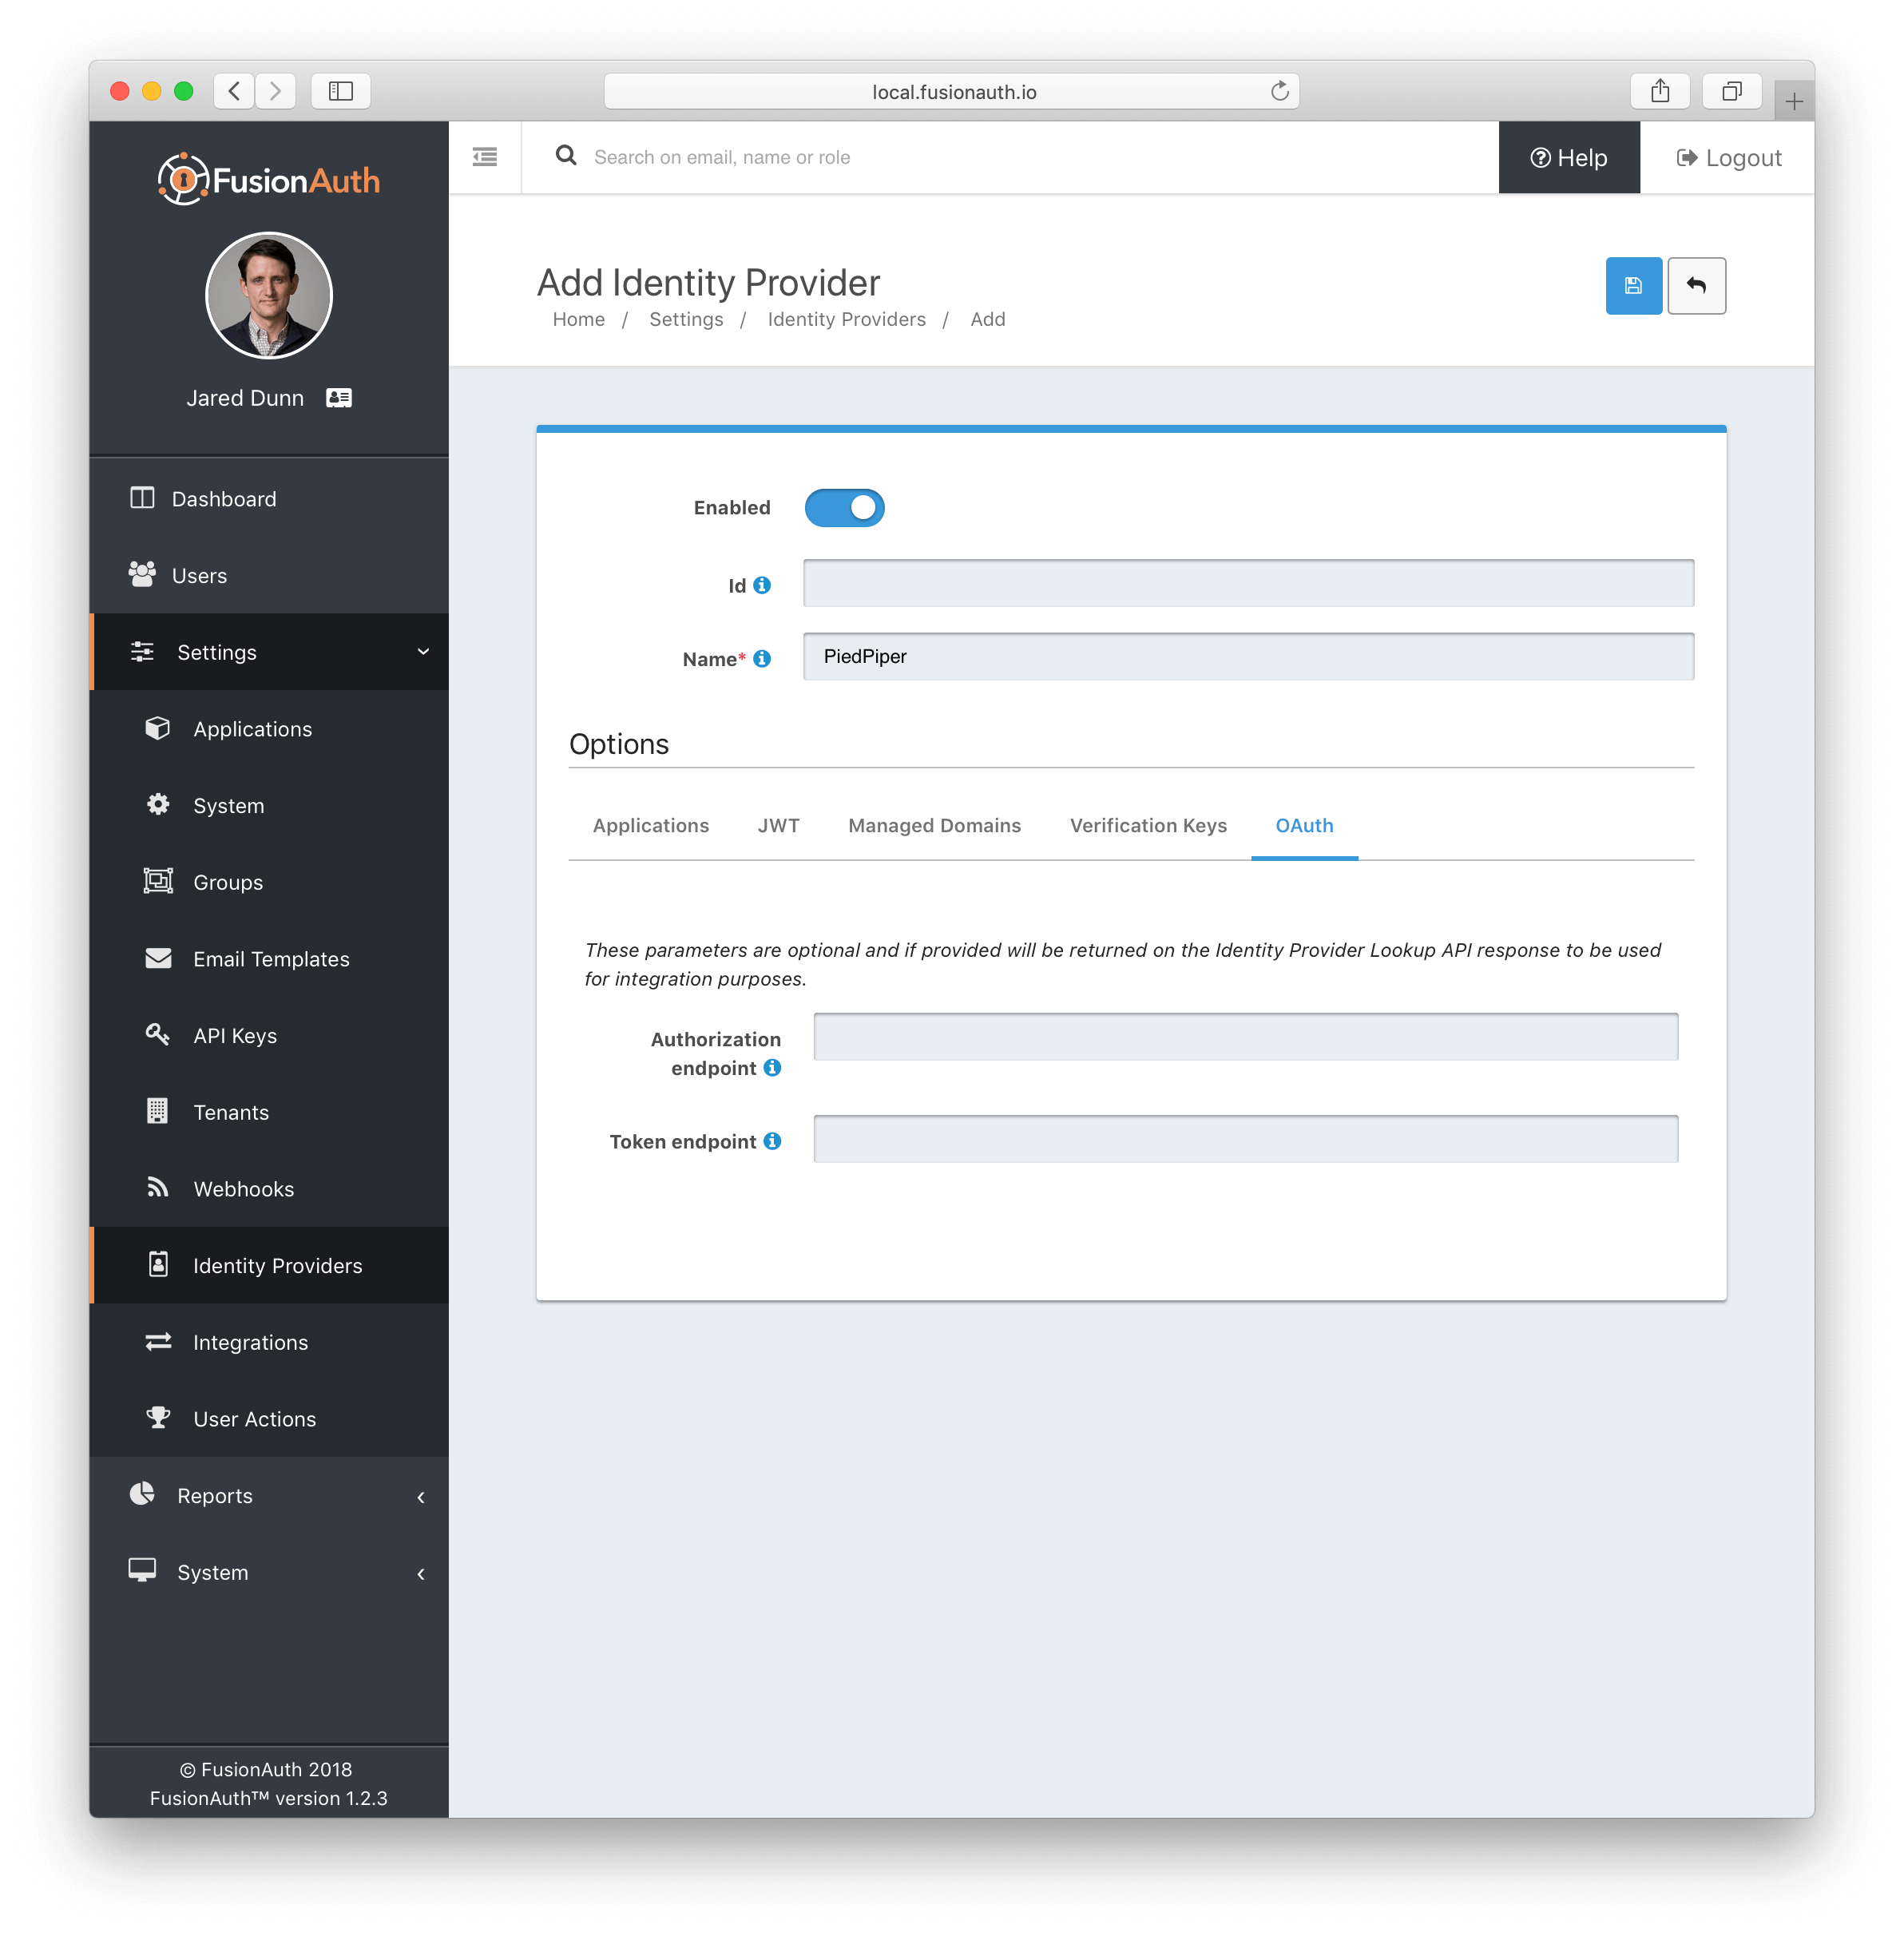 local.fusionauth.io
FusionAuth
Search on email, name or role
Help
Logout
Jared Dunn
Add Identity Provider
Home / Settings / Identity Providers / Add
Dashboard
Users
Settings
Applications
System
Groups
Email Templates
API Keys
Tenants
Webhooks
Identity Providers
Integrations
User Actions
Reports
System
© FusionAuth 2018
FusionAuth™ version 1.2.3
Enabled
Id
Name* PiedPiper
Options
Applications JWT Managed Domains Verification Keys OAuth
These parameters are optional and if provided will be returned on the Identity Provider Lookup API response to be used
for integration purposes.
Authorization
endpoint
Token endpoint